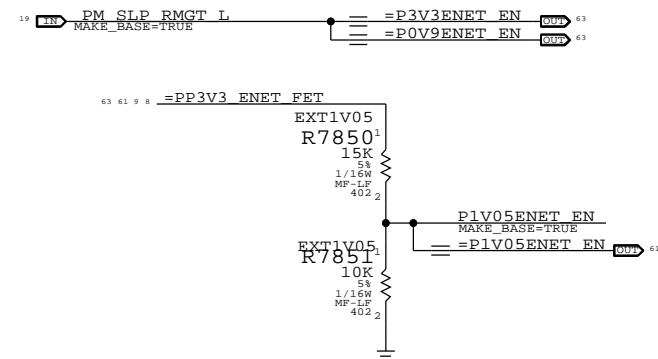 19 IN PM_SLP_RMGT_L =P3V3ENET_EN OUT 63
MAKE_BASE=TRUE
=P0V9ENET_EN OUT 63
63 61 9 8 =PP3V3_ENET_FET
EXT1V05
R7850 1
15K
5%
1/16W
MF-LF
402 2
P1V05ENET_EN
MAKE_BASE=TRUE
EXT1V05 =P1V05ENET_EN OUT 61
R7851 1
10K
5%
1/16W
MF-LF
402 2